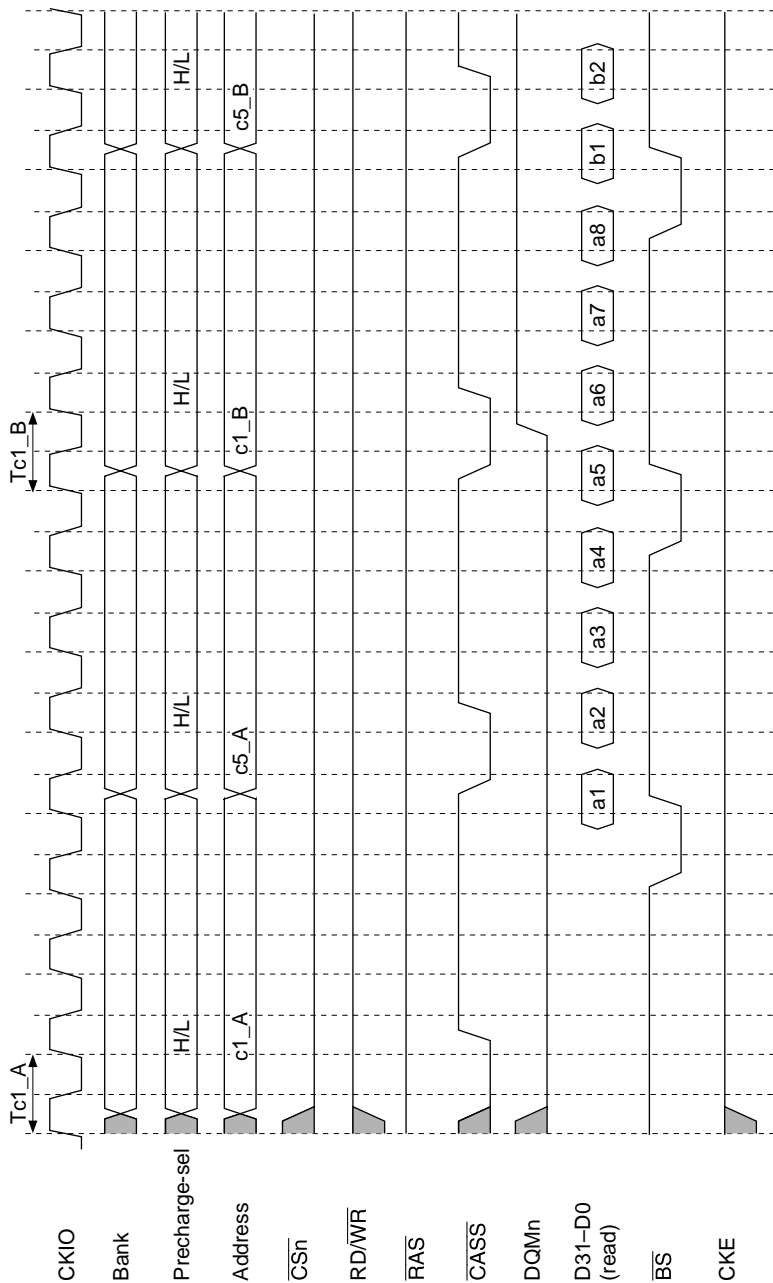 Tc1_A
Tc1_B
CKIO
Bank
Precharge-sel
H/L
H/L
H/L
H/L
Address
c1_A
c5_A
c1_B
c5_B
CSn
RD/WR
RAS
CASS
DQMn
D31–D0
(read)
a1
a2
a3
a4
a5
a6
a7
a8
b1
b2
BS
CKE